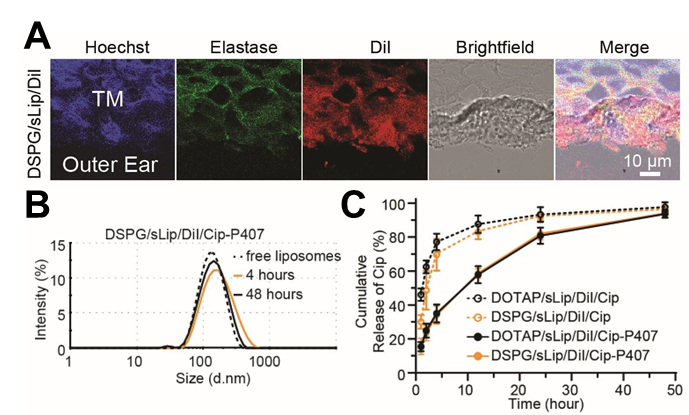 A
Hoechst Elastase DiI Brightfield Merge
DSPG/sLip/DiI
TM
Outer Ear
10 µm
B
DSPG/sLip/DiI/Cip-P407
Intensity (%)
15
10
5
0
free liposomes
4 hours
48 hours
1 10 100 1000
Size (d.nm)
C
Cumulative
Release of Cip (%)
100
80
60
40
20
0
DOTAP/sLip/DiI/Cip
DSPG/sLip/DiI/Cip
DOTAP/sLip/DiI/Cip-P407
DSPG/sLip/DiI/Cip-P407
0 10 20 30 40 50
Time (hour)